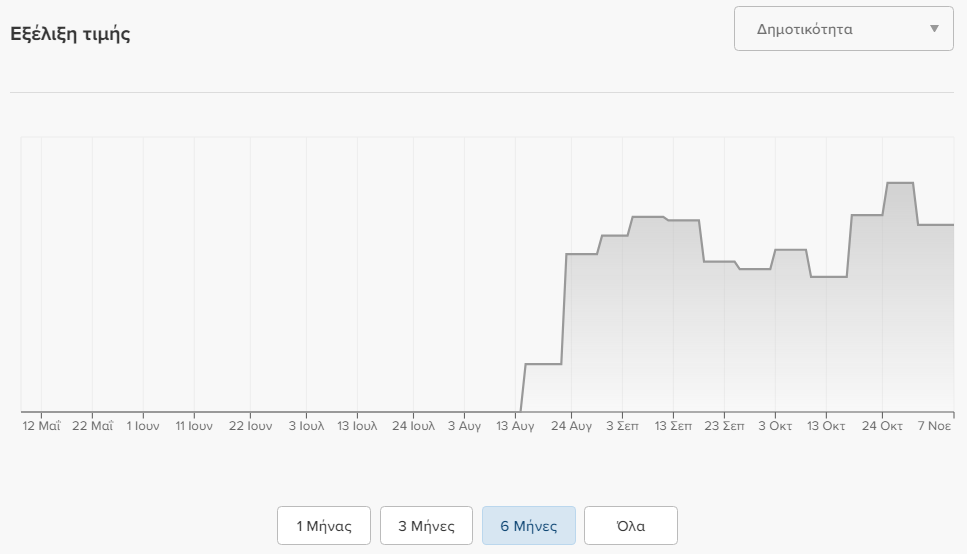 Εξέλιξη τιμής
Δημοτικότητα
12 Μαΐ 22 Μαΐ 1 Ιουν 11 Ιουν 22 Ιουν 3 Ιουλ 13 Ιουλ 24 Ιουλ 3 Αυγ 13 Αυγ 24 Αυγ 3 Σεπ 13 Σεπ 23 Σεπ 3 Οκτ 13 Οκτ 24 Οκτ 7 Νοε
1 Μήνας 3 Μήνες 6 Μήνες Όλα